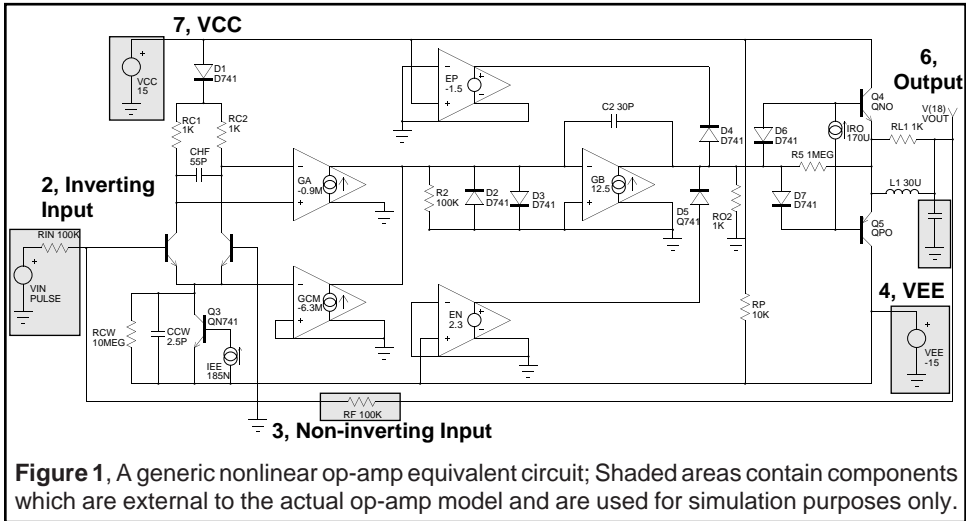 7, VCC
+
VCC
15
D1
D741
RC1
1K
RC2
1K
CHF
55P
2, Inverting
Input
RIN 100K
+
VIN
PULSE
RCW
10MEG
CCW
2.5P
Q3
QN741
IEE
185N
-
+
GA
-0.9M
-
+
GCM
-6.3M
-
+
EP
-1.5
C2 30P
R2
100K
D2
D741
D3
D741
-
+
GB
12.5
-
+
EN
2.3
D4
D741
D5
Q741
RO2
1K
D6
D741
R5 1MEG
D7
D741
RP
10K
6,
Output
Q4
QNO
IRO
170U
RL1 1K
V(18)
VOUT
L1 30U
Q5
QPO
4, VEE
+
VEE
-15
RF 100K
3, Non-inverting Input
Figure 1, A generic nonlinear op-amp equivalent circuit; Shaded areas contain components
which are external to the actual op-amp model and are used for simulation purposes only.